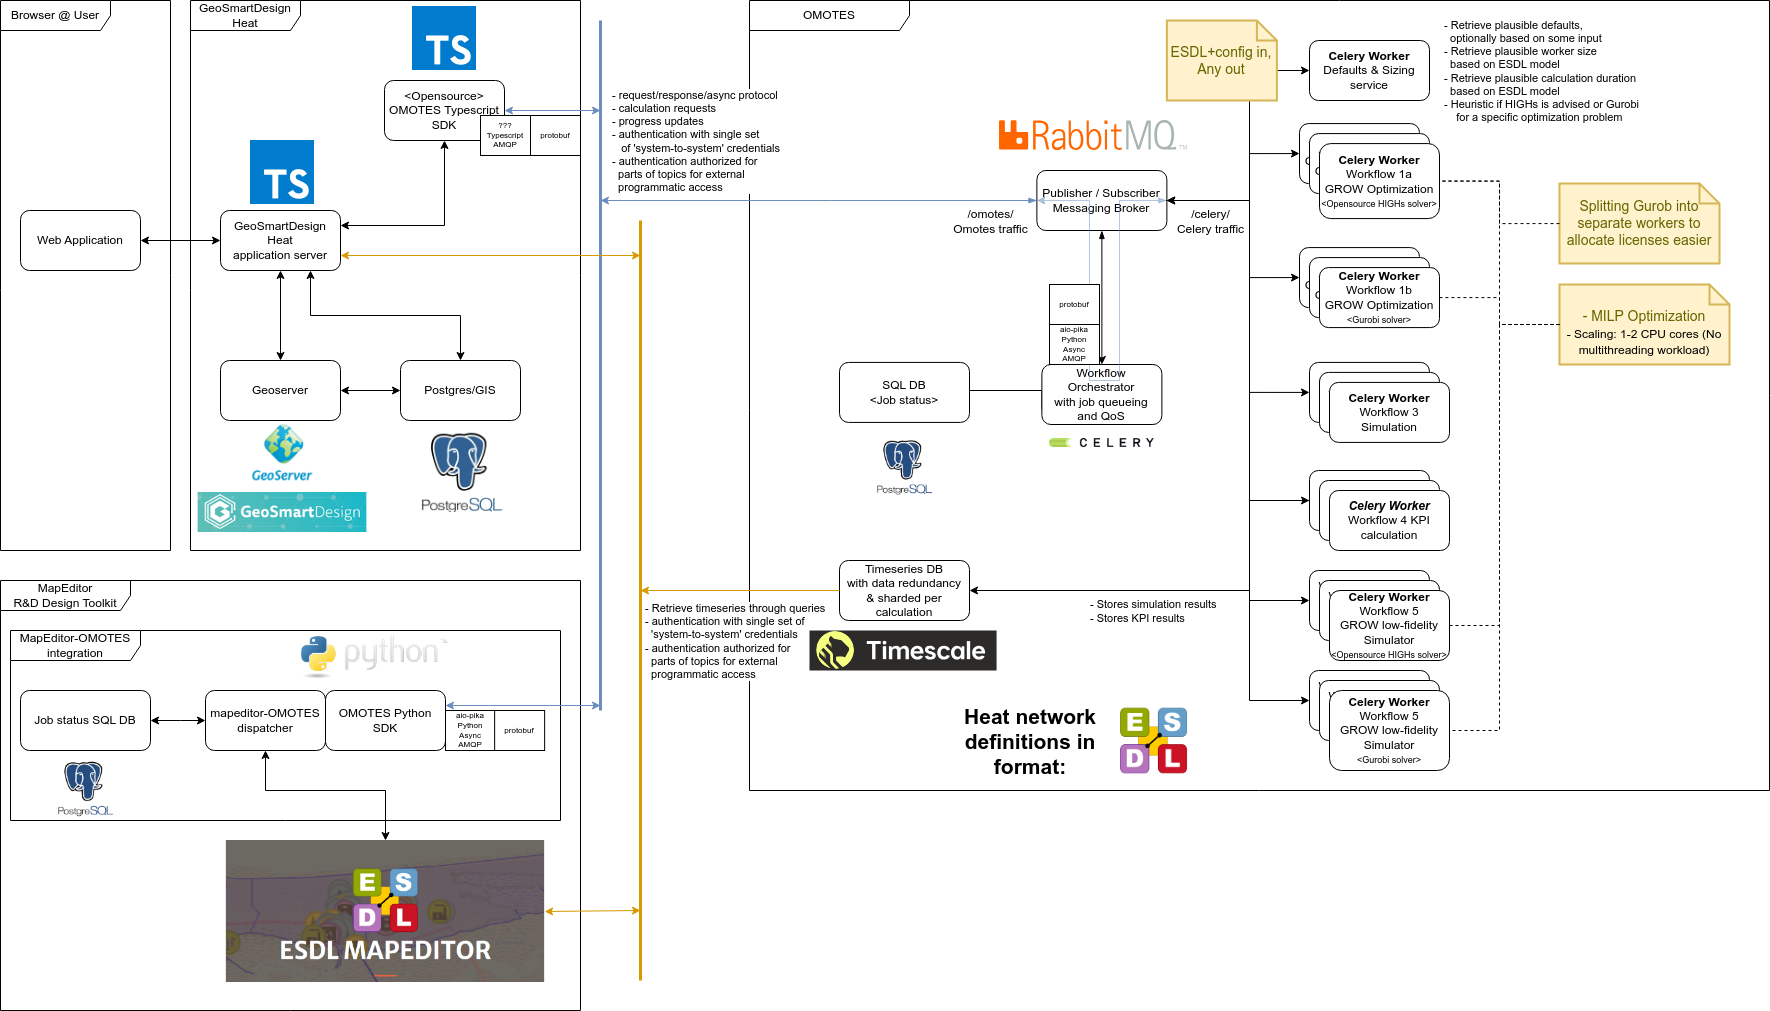 Browser @ User
GeoSmartDesign
Heat
TS
<Opensource>
OMOTES Typescript
SDK
???
Typescript
AMQP
protobuf
TS
Web Application
GeoSmartDesign
Heat
application server
Geoserver
Postgres/GIS
GeoServer
PostgreSQL
GeoSmartDesign
- request/response/async protocol
- calculation requests
- progress updates
- authentication with single set
of 'system-to-system' credentials
- authentication authorized for
parts of topics for external
programmatic access
OMOTES
RabbitMQ
TM
Publisher / Subscriber
Messaging Broker
/omotes/
Omotes traffic
/celery/
Celery traffic
protobuf
aio-pika
Python
Async
AMQP
SQL DB
<Job status>
Workflow
Orchestrator
with job queueing
and QoS
CELERY
PostgreSQL
Timeseries DB
with data redundancy
& sharded per
calculation
Timescale
- Stores simulation results
- Stores KPI results
- Retrieve timeseries through queries
- authentication with single set of
'system-to-system' credentials
- authentication authorized for
parts of topics for external
programmatic access
Heat network
definitions in
format:
E S
D L
ESDL+config in,
Any out
Celery Worker
Defaults & Sizing
service
- Retrieve plausible defaults,
optionally based on some input
- Retrieve plausible worker size
based on ESDL model
- Retrieve plausible calculation duration
based on ESDL model
- Heuristic if HIGHs is advised or Gurobi
for a specific optimization problem
Celery Worker
Workflow 1a
GROW Optimization
<Opensource HIGHs solver>
Celery Worker
Workflow 1b
GROW Optimization
<Gurobi solver>
Celery Worker
Workflow 3
Simulation
Celery Worker
Workflow 4 KPI
calculation
Celery Worker
Workflow 5
GROW low-fidelity
Simulator
<Opensource HIGHs solver>
Celery Worker
Workflow 5
GROW low-fidelity
Simulator
<Gurobi solver>
Splitting Gurob into
separate workers to
allocate licenses easier
- MILP Optimization
- Scaling: 1-2 CPU cores (No
multithreading workload)
MapEditor
R&D Design Toolkit
MapEditor-OMOTES
integration
python
TM
Job status SQL DB
mapeditor-OMOTES
dispatcher
OMOTES Python
SDK
aio-pika
Python
Async
AMQP
protobuf
PostgreSQL
E S
D L
ESDL MAPEDITOR